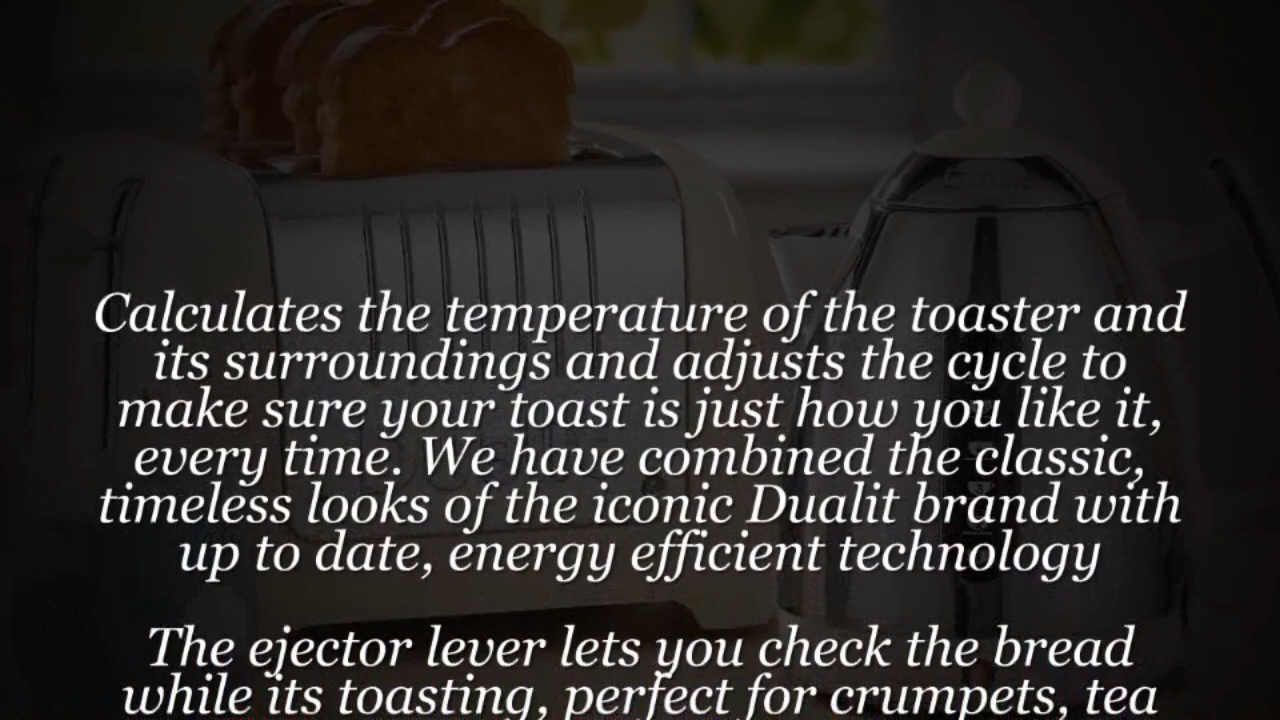 Calculates the temperature of the toaster and
its surroundings and adjusts the cycle to
make sure your toast is just how you like it,
every time. We have combined the classic,
timeless looks of the iconic Dualit brand with
up to date, energy efficient technology
The ejector lever lets you check the bread
while its toasting, perfect for crumpets, tea